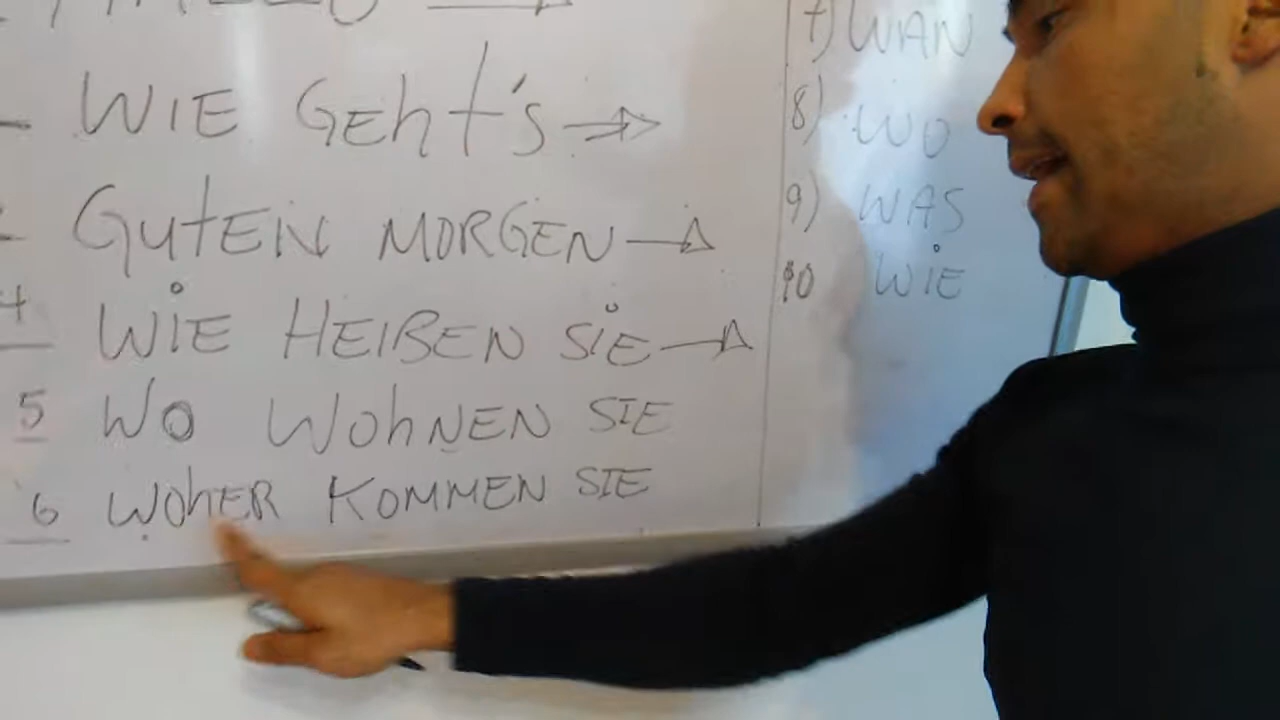 WIE GEht's
GutEN MORGEN
4 WIE HEIßEN SIE
5 WO WOhNEN SIE
6 WOhER KOMMEN SIE
7) WAN
8) WO
9) WAS
10 WIE